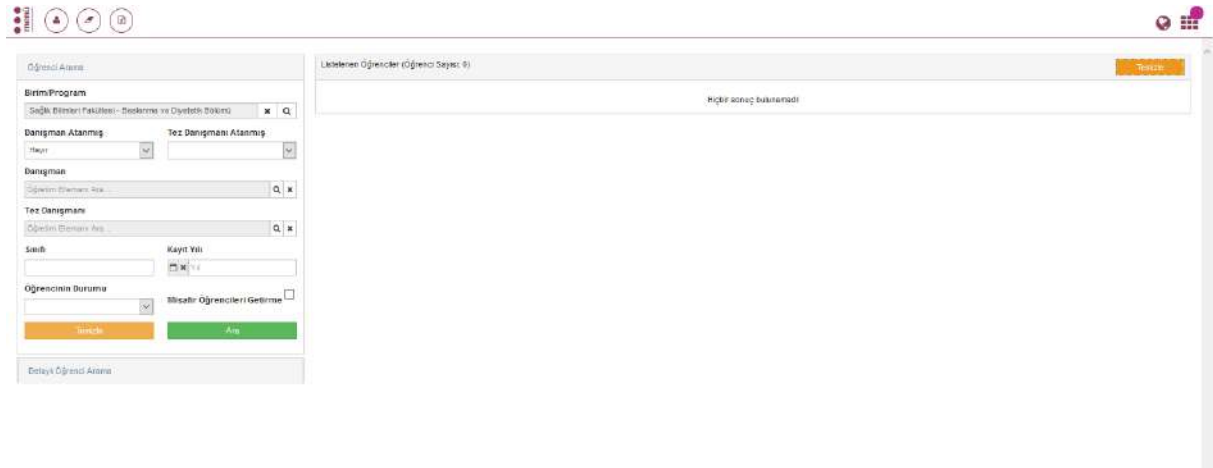 menü
Öğrenci Arama
Birim/Program
Sağlık Bilimleri Fakültesi - Beslenme ve Diyetetik Bölümü
Danışman Atanmış
Tez Danışmanı Atanmış
Hayır
Danışman
Öğretim Elemanı Ara...
Tez Danışmanı
Öğretim Elemanı Ara...
Sınıfı
Kayıt Yılı
Yıl
Öğrencinin Durumu
Misafir Öğrencileri Getirme
Temizle
Ara
Detaylı Öğrenci Arama
Listelenen Öğrenciler (Öğrenci Sayısı: 0)
Temizle
Hiçbir sonuç bulunamadı